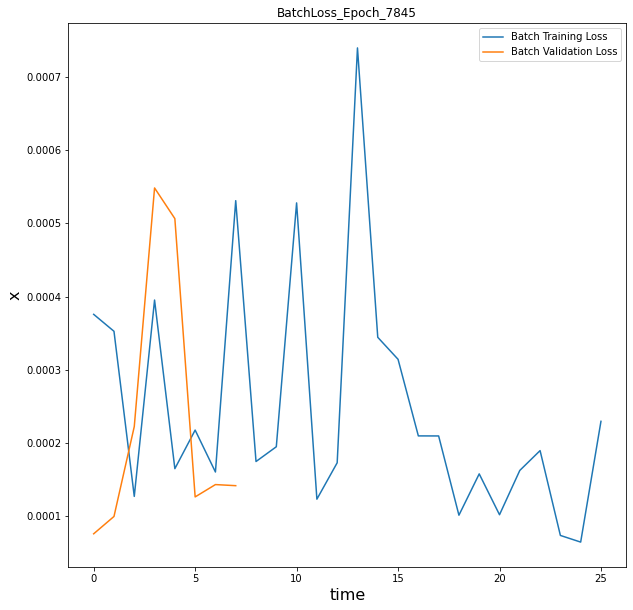 BatchLoss_Epoch_7845
Batch Training Loss
Batch Validation Loss
0.0007
0.0006
0.0005
0.0004
0.0003
0.0002
0.0001
x
0
5
10
15
20
25
time